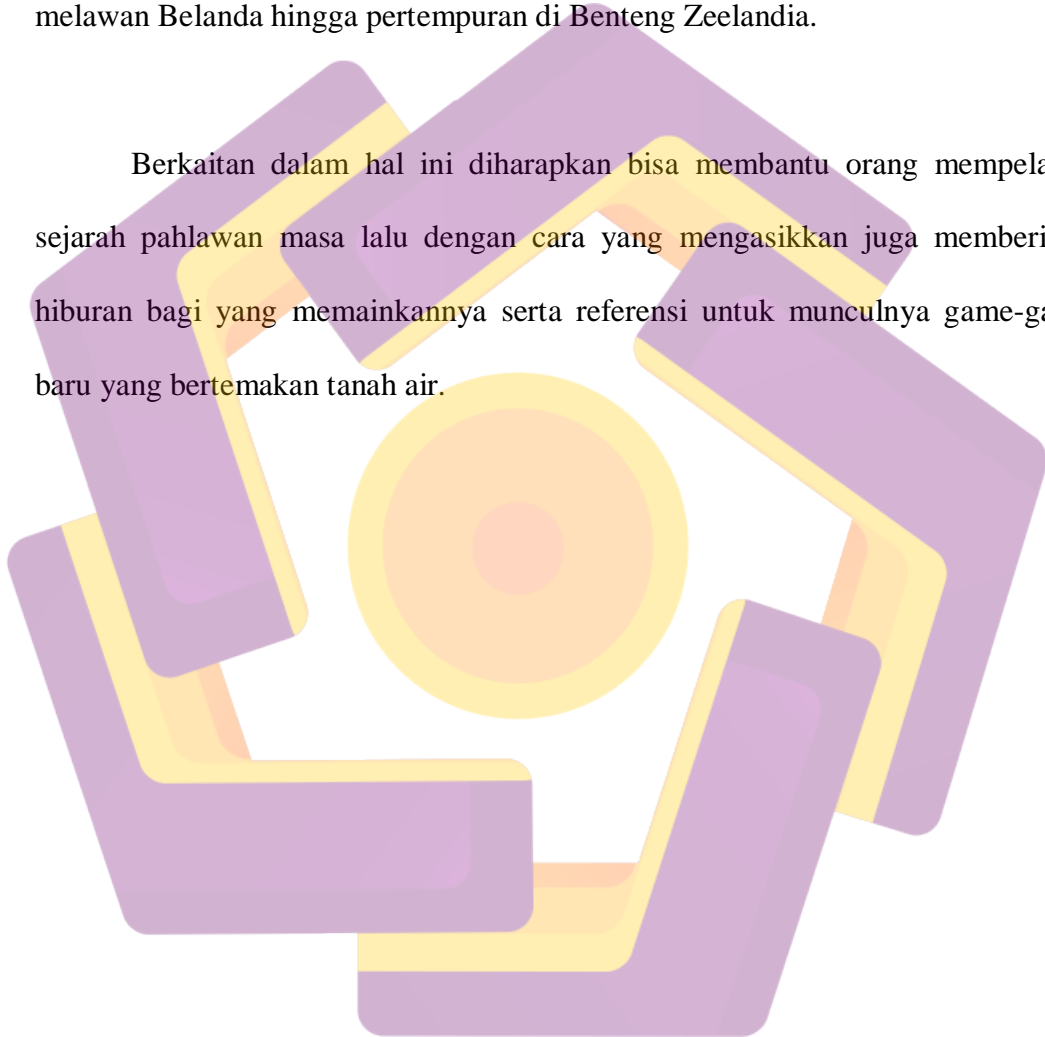 melawan Belanda hingga pertempuran di Benteng Zeelandia.
Berkaitan dalam hal ini diharapkan bisa membantu orang mempela
sejarah pahlawan masa lalu dengan cara yang mengasikkan juga memberi
hiburan bagi yang memainkannya serta referensi untuk munculnya game-ga
baru yang bertemakan tanah air.